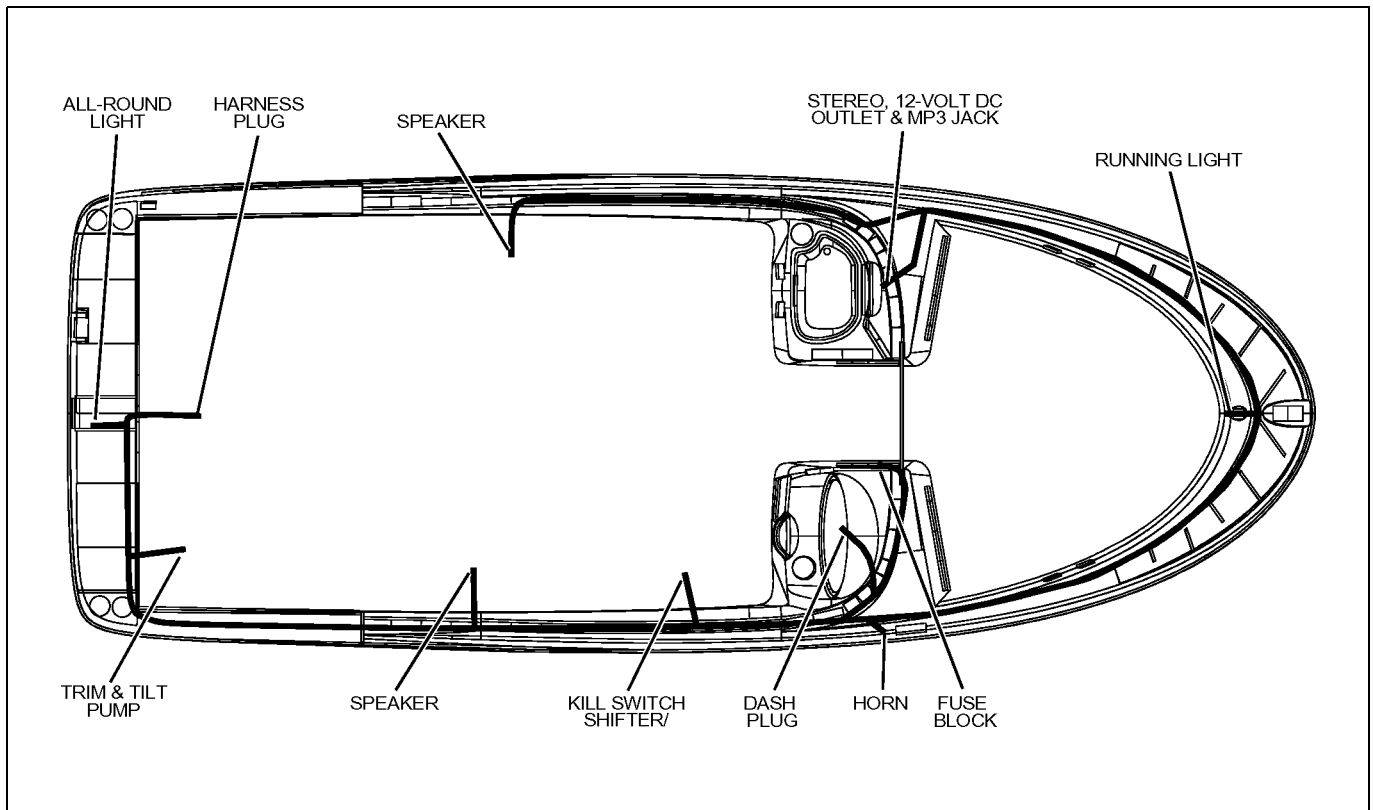 ALL-ROUND
LIGHT
HARNESS
PLUG
SPEAKER
STEREO, 12-VOLT DC
OUTLET & MP3 JACK
RUNNING LIGHT
TRIM & TILT
PUMP
SPEAKER
KILL SWITCH
SHIFTER/
DASH
PLUG
HORN
FUSE
BLOCK